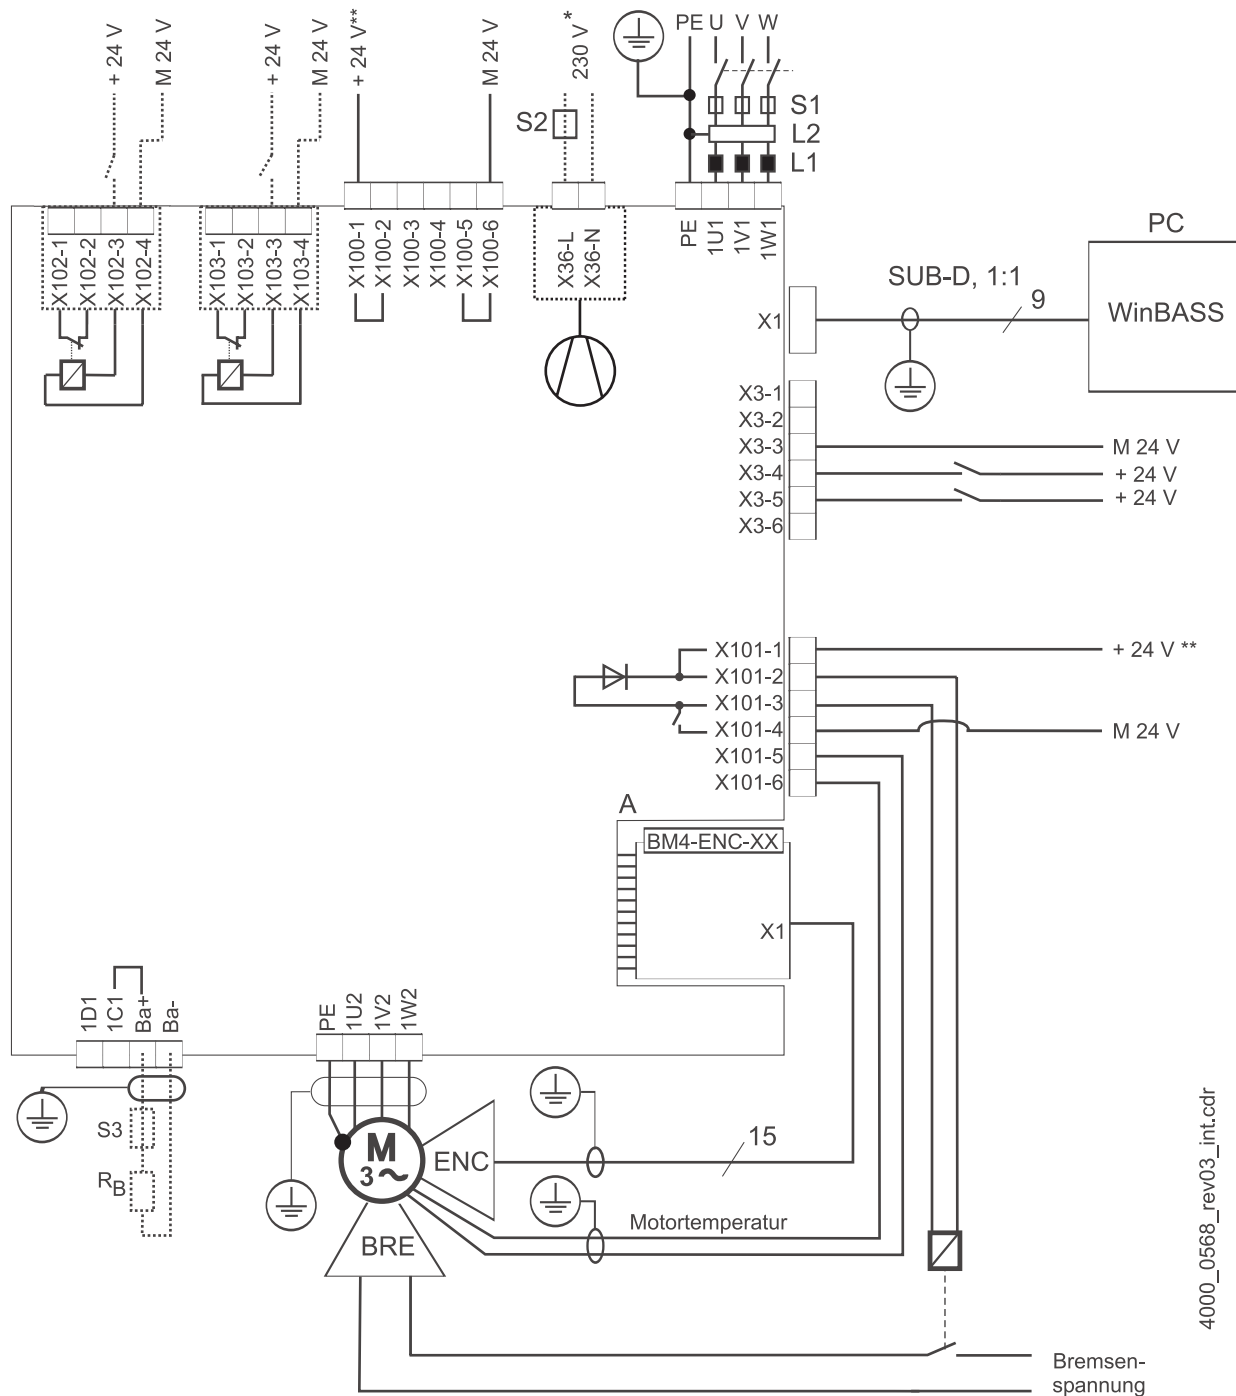 + 24 V
M 24 V
+ 24 V
M 24 V
+ 24 V**
M 24 V
230 V *
PE U V W
S2
S1
L2
L1
X102-1
X102-2
X102-3
X102-4
X103-1
X103-2
X103-3
X103-4
X100-1
X100-2
X100-3
X100-4
X100-5
X100-6
X36-L
X36-N
PE
1U1
1V1
1W1
PC
SUB-D, 1:1
9
WinBASS
X1
X3-1
X3-2
X3-3
M 24 V
X3-4
+ 24 V
X3-5
+ 24 V
X3-6
X101-1
+ 24 V **
X101-2
X101-3
X101-4
M 24 V
X101-5
X101-6
A
BM4-ENC-XX
X1
1D1
1C1
Ba+
Ba-
PE
1U2
1V2
1W2
S3
RB
M
3
ENC
15
Motortemperatur
BRE
Bremsen-
spannung
4000_0568_rev03_int.cdr